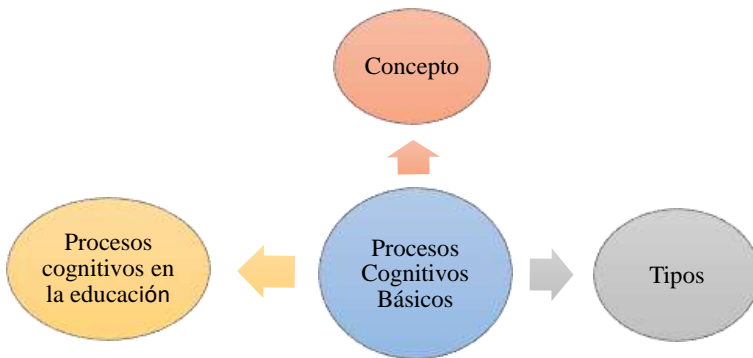 Concepto
Procesos
cognitivos en
la educación
Procesos
Cognitivos
Básicos
Tipos